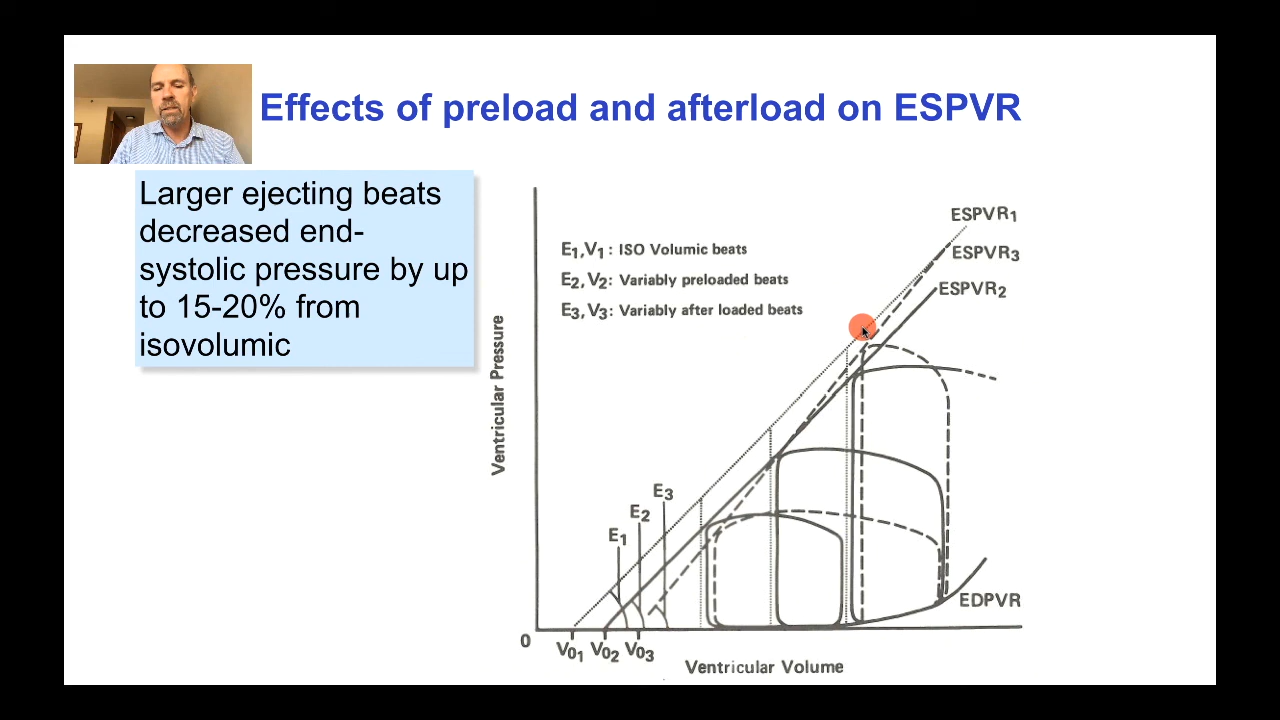 Effects of preload and afterload on ESPVR
Larger ejecting beats
decreased end-
systolic pressure by up
to 15-20% from
isovolumic
ESPVR₁
ESPVR₃
ESPVR₂
E₁,V₁: ISO Volumic beats
E₂,V₂: Variably preloaded beats
E₃,V₃: Variably after loaded beats
Ventricular Pressure
E₃
E₂
E₁
EDPVR
0
V₀₁ V₀₂ V₀₃
Ventricular Volume